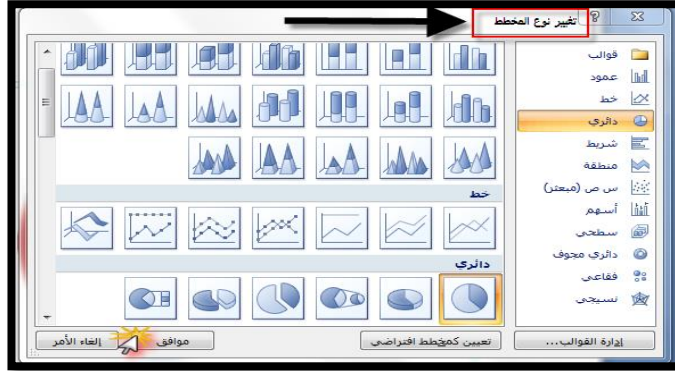 تغيير نوع المخطط
قوالب
عمود
خط
دائري
شريط
منطقة
س ص (مبعثر)
أسهم
سطحي
دائري مجوف
فقاعي
نسيجي
خط
دائري
إدارة القوالب...
تعيين كمخطط افتراضي
موافق
إلغاء الأمر